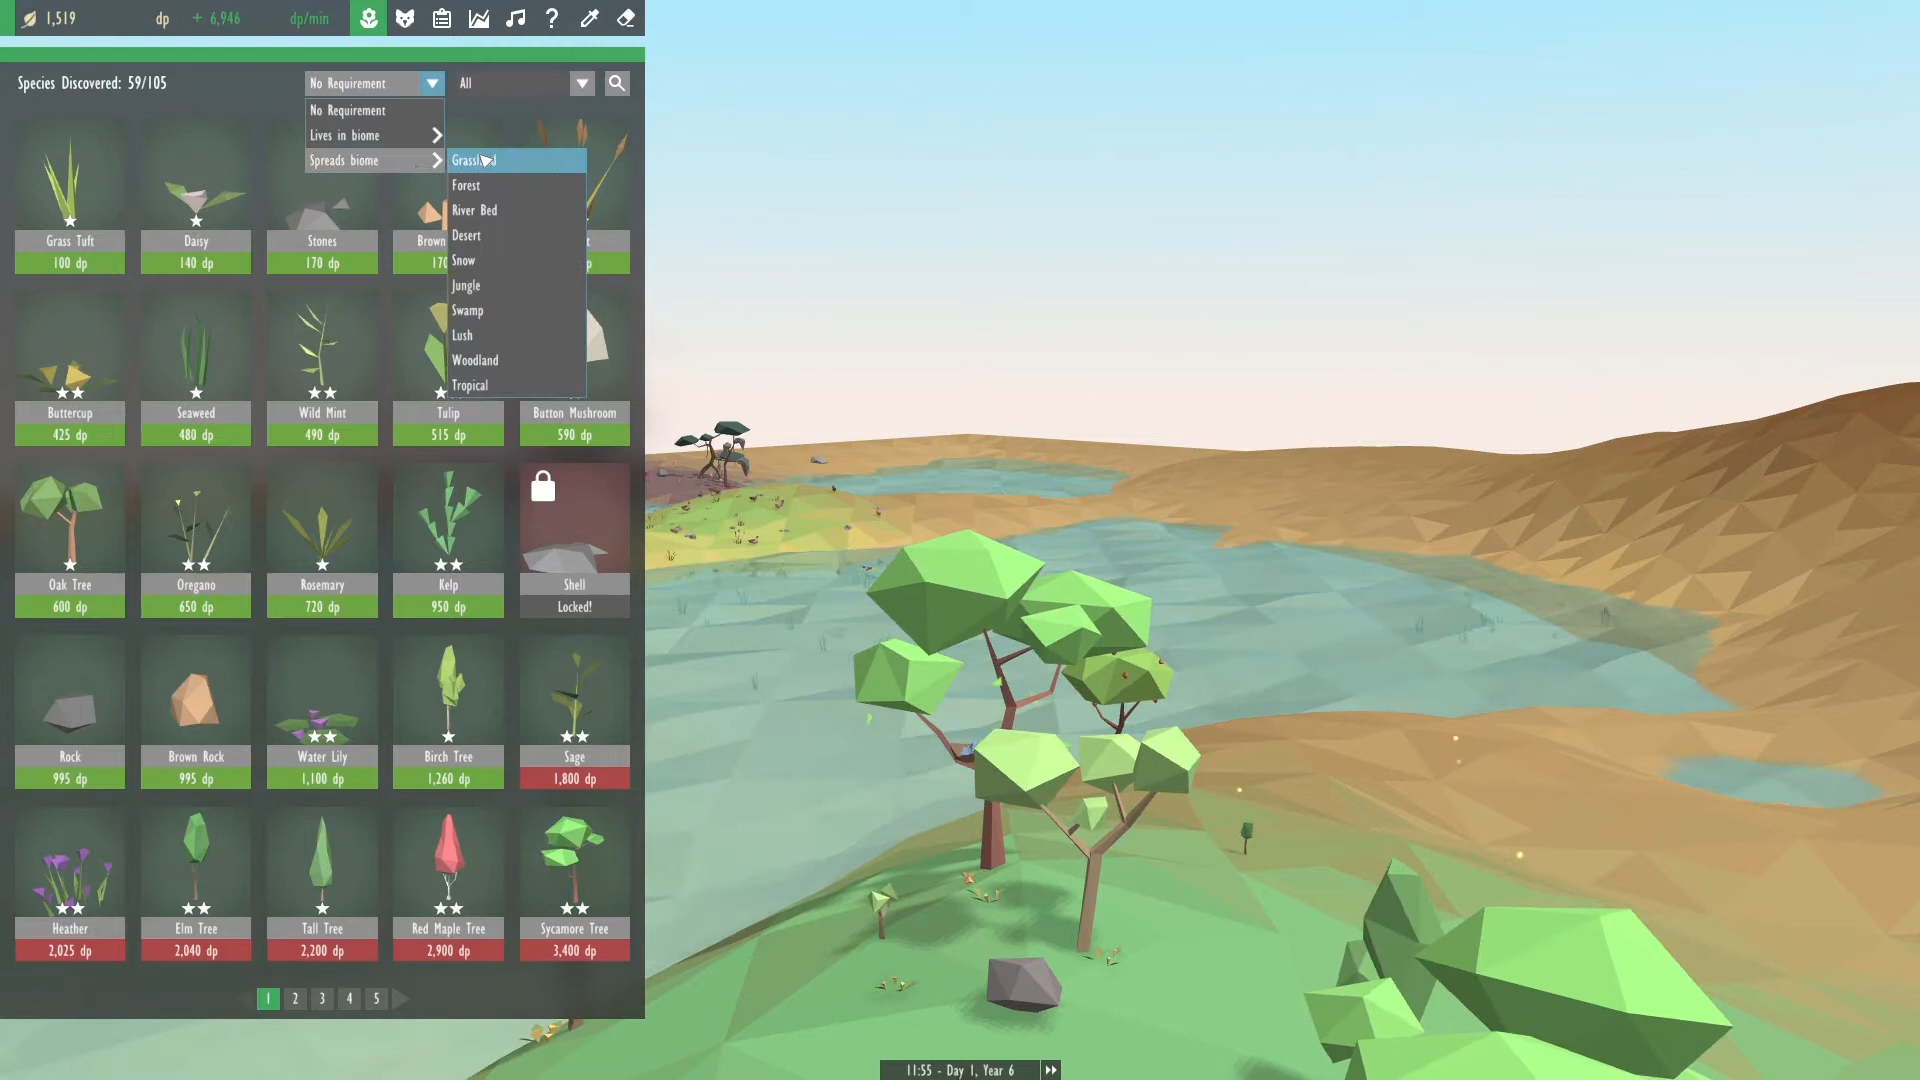 1,519 dp + 6,946 dp/min
Species Discovered: 59/105
No Requirement
All
No Requirement
Lives in biome
Spreads biome
Forest
River Bed
Desert
Snow
Jungle
Swamp
Lush
Woodland
Tropical
Grass Tuft
100 dp
Daisy
140 dp
Stones
170 dp
Brown
170
Buttercup
425 dp
Seaweed
480 dp
Wild Mint
490 dp
Tulip
515 dp
Button Mushroom
590 dp
Oak Tree
600 dp
Oregano
650 dp
Rosemary
720 dp
Kelp
950 dp
Shell
Locked!
Rock
995 dp
Brown Rock
995 dp
Water Lily
1,100 dp
Birch Tree
1,260 dp
Sage
1,800 dp
Heather
2,025 dp
Elm Tree
2,040 dp
Tall Tree
2,200 dp
Red Maple Tree
2,900 dp
Sycamore Tree
3,400 dp
1 2 3 4 5
11:55 - Day 1, Year 6